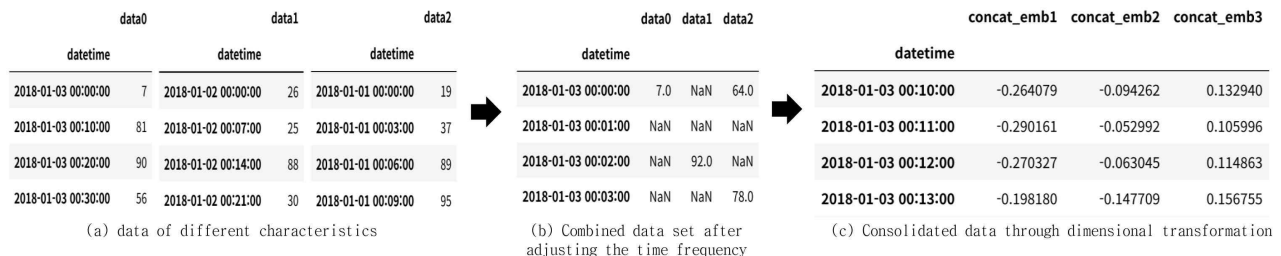 data0 data1 data2
datetime datetime datetime
2018-01-03 00:00:00 7 2018-01-02 00:00:00 26 2018-01-01 00:00:00 19
2018-01-03 00:10:00 81 2018-01-02 00:07:00 25 2018-01-01 00:03:00 37
2018-01-03 00:20:00 90 2018-01-02 00:14:00 88 2018-01-01 00:06:00 89
2018-01-03 00:30:00 56 2018-01-02 00:21:00 30 2018-01-01 00:09:00 95
(a) data of different characteristics
data0 data1 data2
datetime
2018-01-03 00:00:00 7.0 NaN 64.0
2018-01-03 00:01:00 NaN NaN NaN
2018-01-03 00:02:00 NaN 92.0 NaN
2018-01-03 00:03:00 NaN NaN 78.0
(b) Combined data set after
adjusting the time frequency
concat_emb1 concat_emb2 concat_emb3
datetime
2018-01-03 00:10:00 -0.264079 -0.094262 0.132940
2018-01-03 00:11:00 -0.290161 -0.052992 0.105996
2018-01-03 00:12:00 -0.270327 -0.063045 0.114863
2018-01-03 00:13:00 -0.198180 -0.147709 0.156755
(c) Consolidated data through dimensional transformation